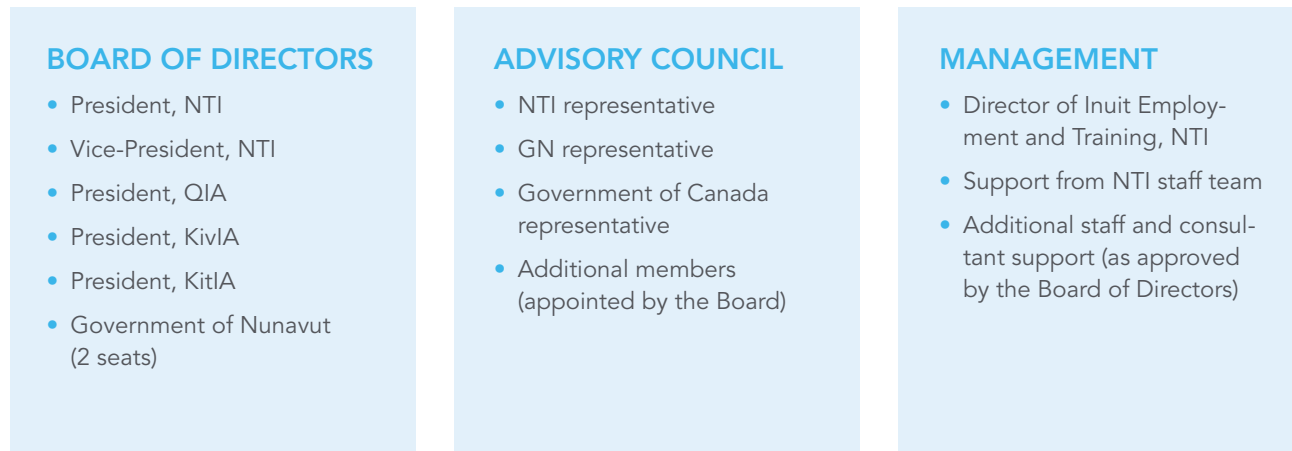 BOARD OF DIRECTORS
• President, NTI
• Vice-President, NTI
• President, QIA
• President, KivIA
• President, KitIA
• Government of Nunavut
(2 seats)
ADVISORY COUNCIL
• NTI representative
• GN representative
• Government of Canada
representative
• Additional members
(appointed by the Board)
MANAGEMENT
• Director of Inuit Employ-
ment and Training, NTI
• Support from NTI staff team
• Additional staff and consul-
tant support (as approved
by the Board of Directors)